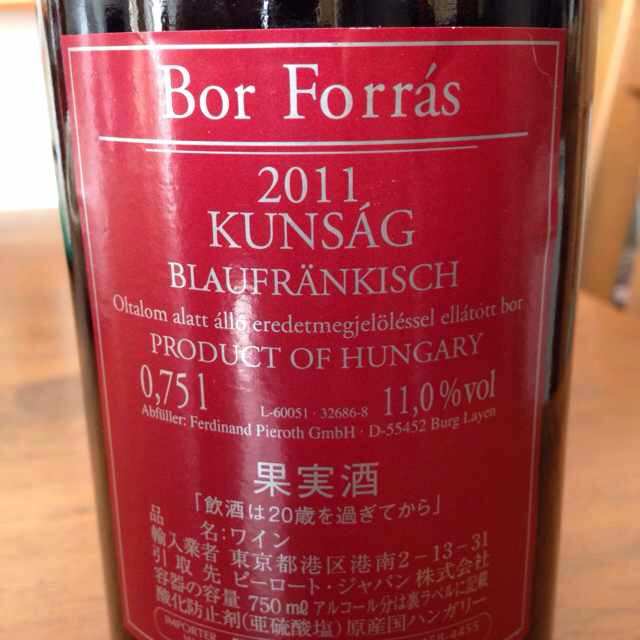 Bor Forrás
2011
KUNSÁG
BLAUFRÄNKISCH
Oltalom alatt álló eredetmegjelöléssel ellátott bor
PRODUCT OF HUNGARY
0,75 l L-60051 · 32686-8 11,0 %vol
Abfüller: Ferdinand Pieroth GmbH · D-55452 Burg Layen
果実酒
「飲酒は20歳を過ぎてから」
品 名:ワイン
輸入業者 東京都港区港南2-13-31
引取先 ピーロート・ジャパン株式会社
容器の容量 750㎖ アルコール分は裏ラベルに記載
酸化防止剤(亜硫酸塩) 原産国ハンガリー
IMPORTER